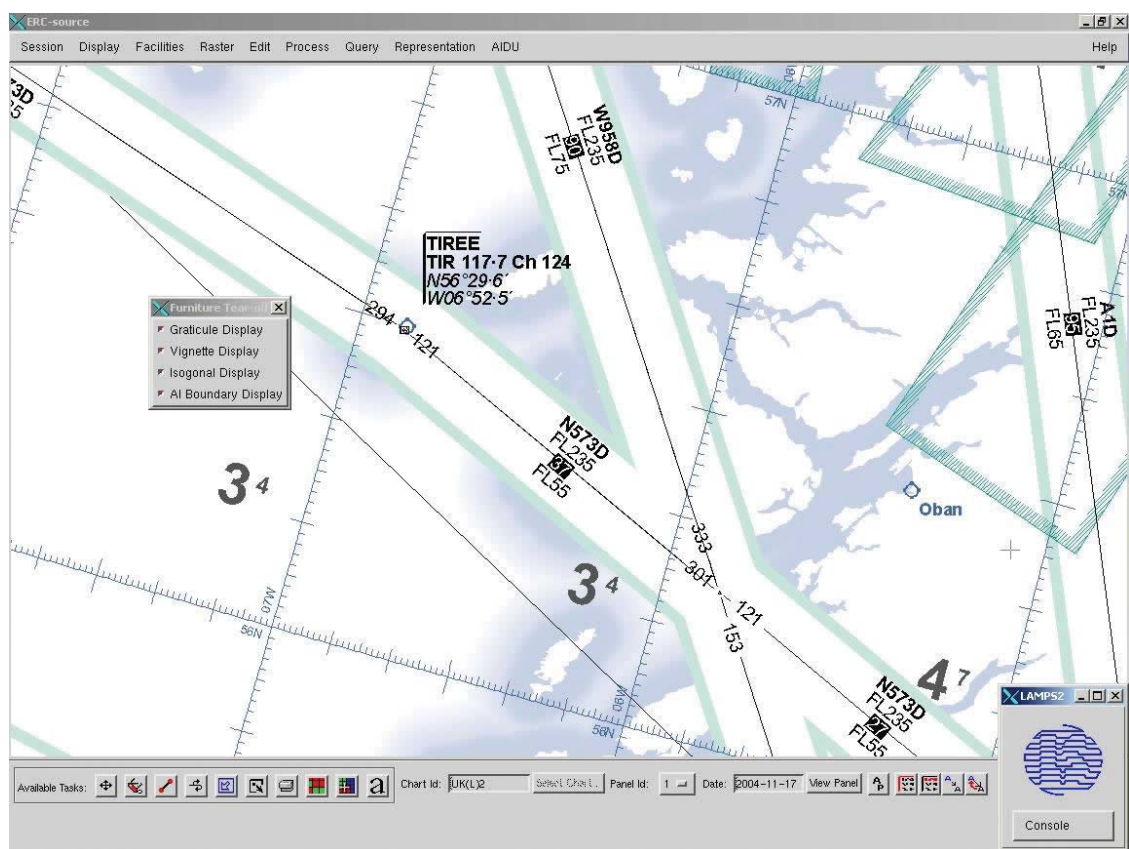 ERC-source
Session Display Facilities Raster Edit Process Query Representation AIDU Help
57N
W958D
FL235
90
FL75
TIREE
TIR 117·7 Ch 124
N56°29·6′
W06°52·5′
294
121
Furniture Tear-off
Graticule Display
Vignette Display
Isogonal Display
AI Boundary Display
A1D
FL235
95
FL65
N573D
FL235
37
FL55
3 4
Oban
333
301
121
153
3 4
07W
56N
4 7
06W
56N
N573D
FL235
27
FL55
LAMPS2
Console
Available Tasks: a Chart Id: UK(L)2 Select Chart... Panel Id: 1 Date: 2004-11-17 View Panel